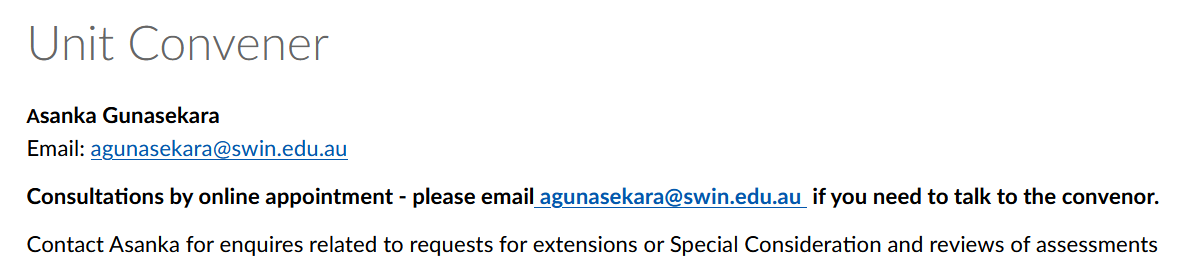 Unit Convener
Asanka Gunasekara
Email: agunasekara@swin.edu.au
Consultations by online appointment - please email agunasekara@swin.edu.au  if you need to talk to the convenor.
Contact Asanka for enquires related to requests for extensions or Special Consideration and reviews of assessments